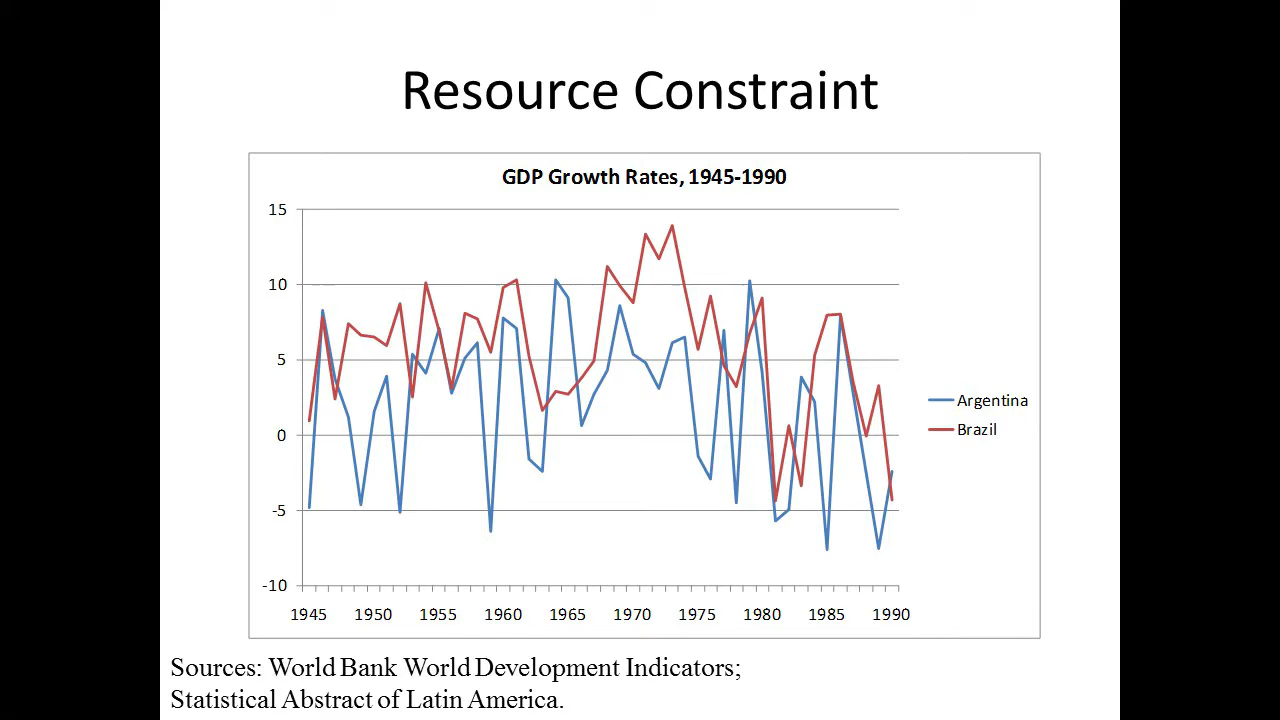 Resource Constraint
GDP Growth Rates, 1945-1990
15
10
5
0
-5
-10
1945 1950 1955 1960 1965 1970 1975 1980 1985 1990
Argentina
Brazil
Sources: World Bank World Development Indicators;
Statistical Abstract of Latin America.